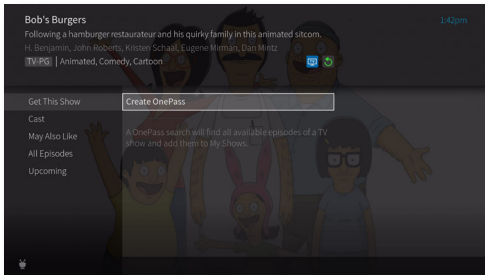 Bob's Burgers
1:42pm
Following a hamburger restaurateur and his quirky family in this animated sitcom.
H. Benjamin, John Roberts, Kristen Schaal, Eugene Mirman, Dan Mintz
TV-PG | Animated, Comedy, Cartoon
Get This Show
Create OnePass
Cast
A OnePass search will find all available episodes of a TV
show and add them to My Shows.
May Also Like
All Episodes
Upcoming